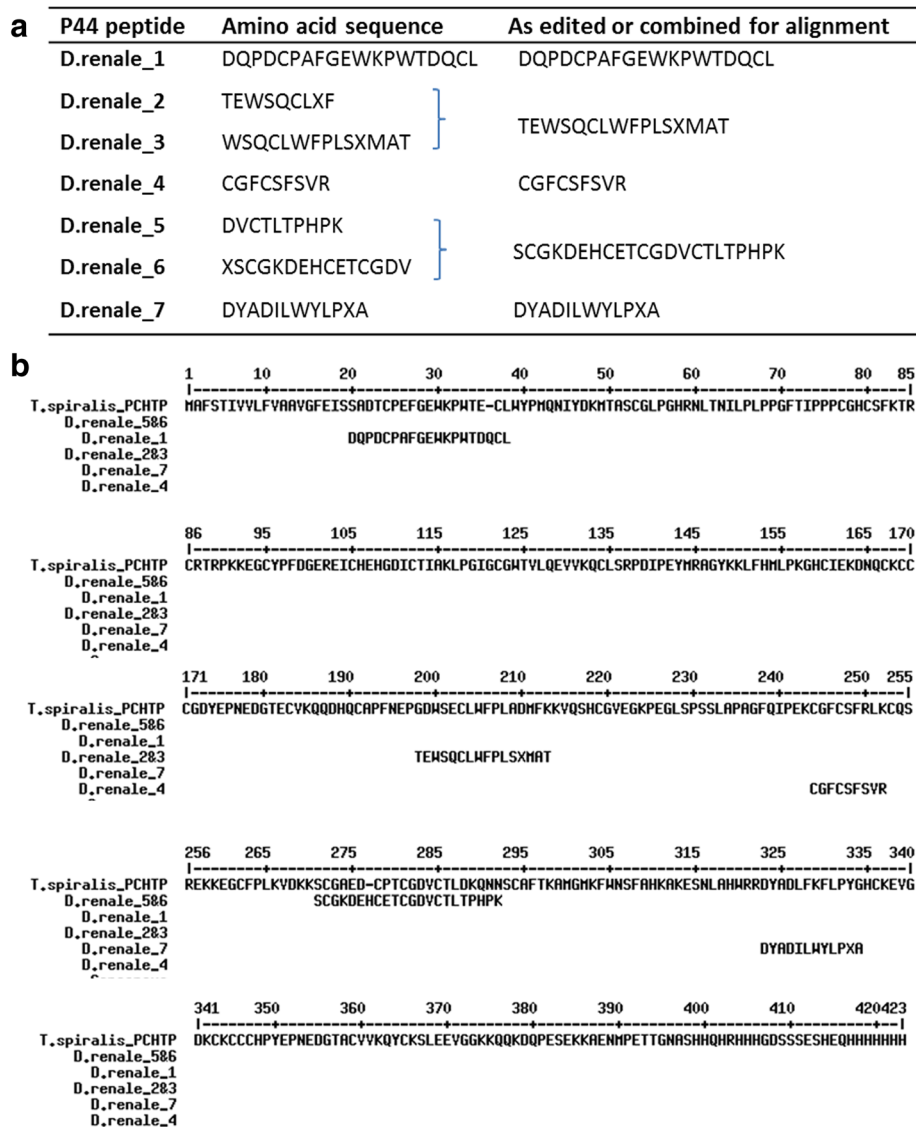 a
P44 peptide Amino acid sequence As edited or combined for alignment
D.renale_1 DQPDCPAFGEWKPWTDQCL DQPDCPAFGEWKPWTDQCL
D.renale_2 TEWSQCLXF
TEWSQCLWFPLSXMAT
D.renale_3 WSQCLWFPLSXMAT
D.renale_4 CGFCSFSVR CGFCSFSVR
D.renale_5 DVCTLTPHPK
SCGKDEHCETCGDVCTLTPHPK
D.renale_6 XSCGKDEHCETCGDV
D.renale_7 DYADILWYLPXA DYADILWYLPXA
b
1 10 20 30 40 50 60 70 80 85
T.spiralis_PCHTP MAFSTIVVLFVAAVGFEISSADTCPEFGEWKPWTE-CLWYPMQNIYDKMTASCGLPGHRNLTNILPLPPGFTIPPPCGHCSFKTR
D.renale_5&6
D.renale_1 DQPDCPAFGEWKPWTDQCL
D.renale_2&3
D.renale_7
D.renale_4
86 95 105 115 125 135 145 155 165 170
T.spiralis_PCHTP CRTRPKKEGCYPFDGEREICHEHGDICTIAKLPGIGCGWTVLQEVVKQCLSRPDIPEYMRAGYKKLFHMLPKGHCIEKDNQCKCC
D.renale_5&6
D.renale_1
D.renale_2&3
D.renale_7
D.renale_4
171 180 190 200 210 220 230 240 250 255
T.spiralis_PCHTP CGDYEPNEDGTECVKQQDHQCAPFNEPGDWSECLWFPLADMFKKVQSHCGVEGKPEGLSPSSLAPAGFQIPEKCGFCSFRLKCQS
D.renale_5&6
D.renale_1
D.renale_2&3 TEWSQCLWFPLSXMAT
D.renale_7
D.renale_4 CGFCSFSVR
256 265 275 285 295 305 315 325 335 340
T.spiralis_PCHTP REKKEGCFPLKVDKKSCGAED-CPTCGDVCTLDKQNNSCAFTKAMGMKFWNSFAHKAKESNLAHWRRDYADLFKFLPYGHCKEVG
D.renale_5&6 SCGKDEHCETCGDVCTLTPHPK
D.renale_1
D.renale_2&3
D.renale_7 DYADILWYLPXA
D.renale_4
341 350 360 370 380 390 400 410 420423
T.spiralis_PCHTP DKCKCCCHPYEPNEDGTACVVKQYCKSLEEVGGKKQQKDQPESEKKAENMPETTGNASHHQHRHHHGDSSSESHEQHHHHHHH
D.renale_5&6
D.renale_1
D.renale_2&3
D.renale_7
D.renale_4